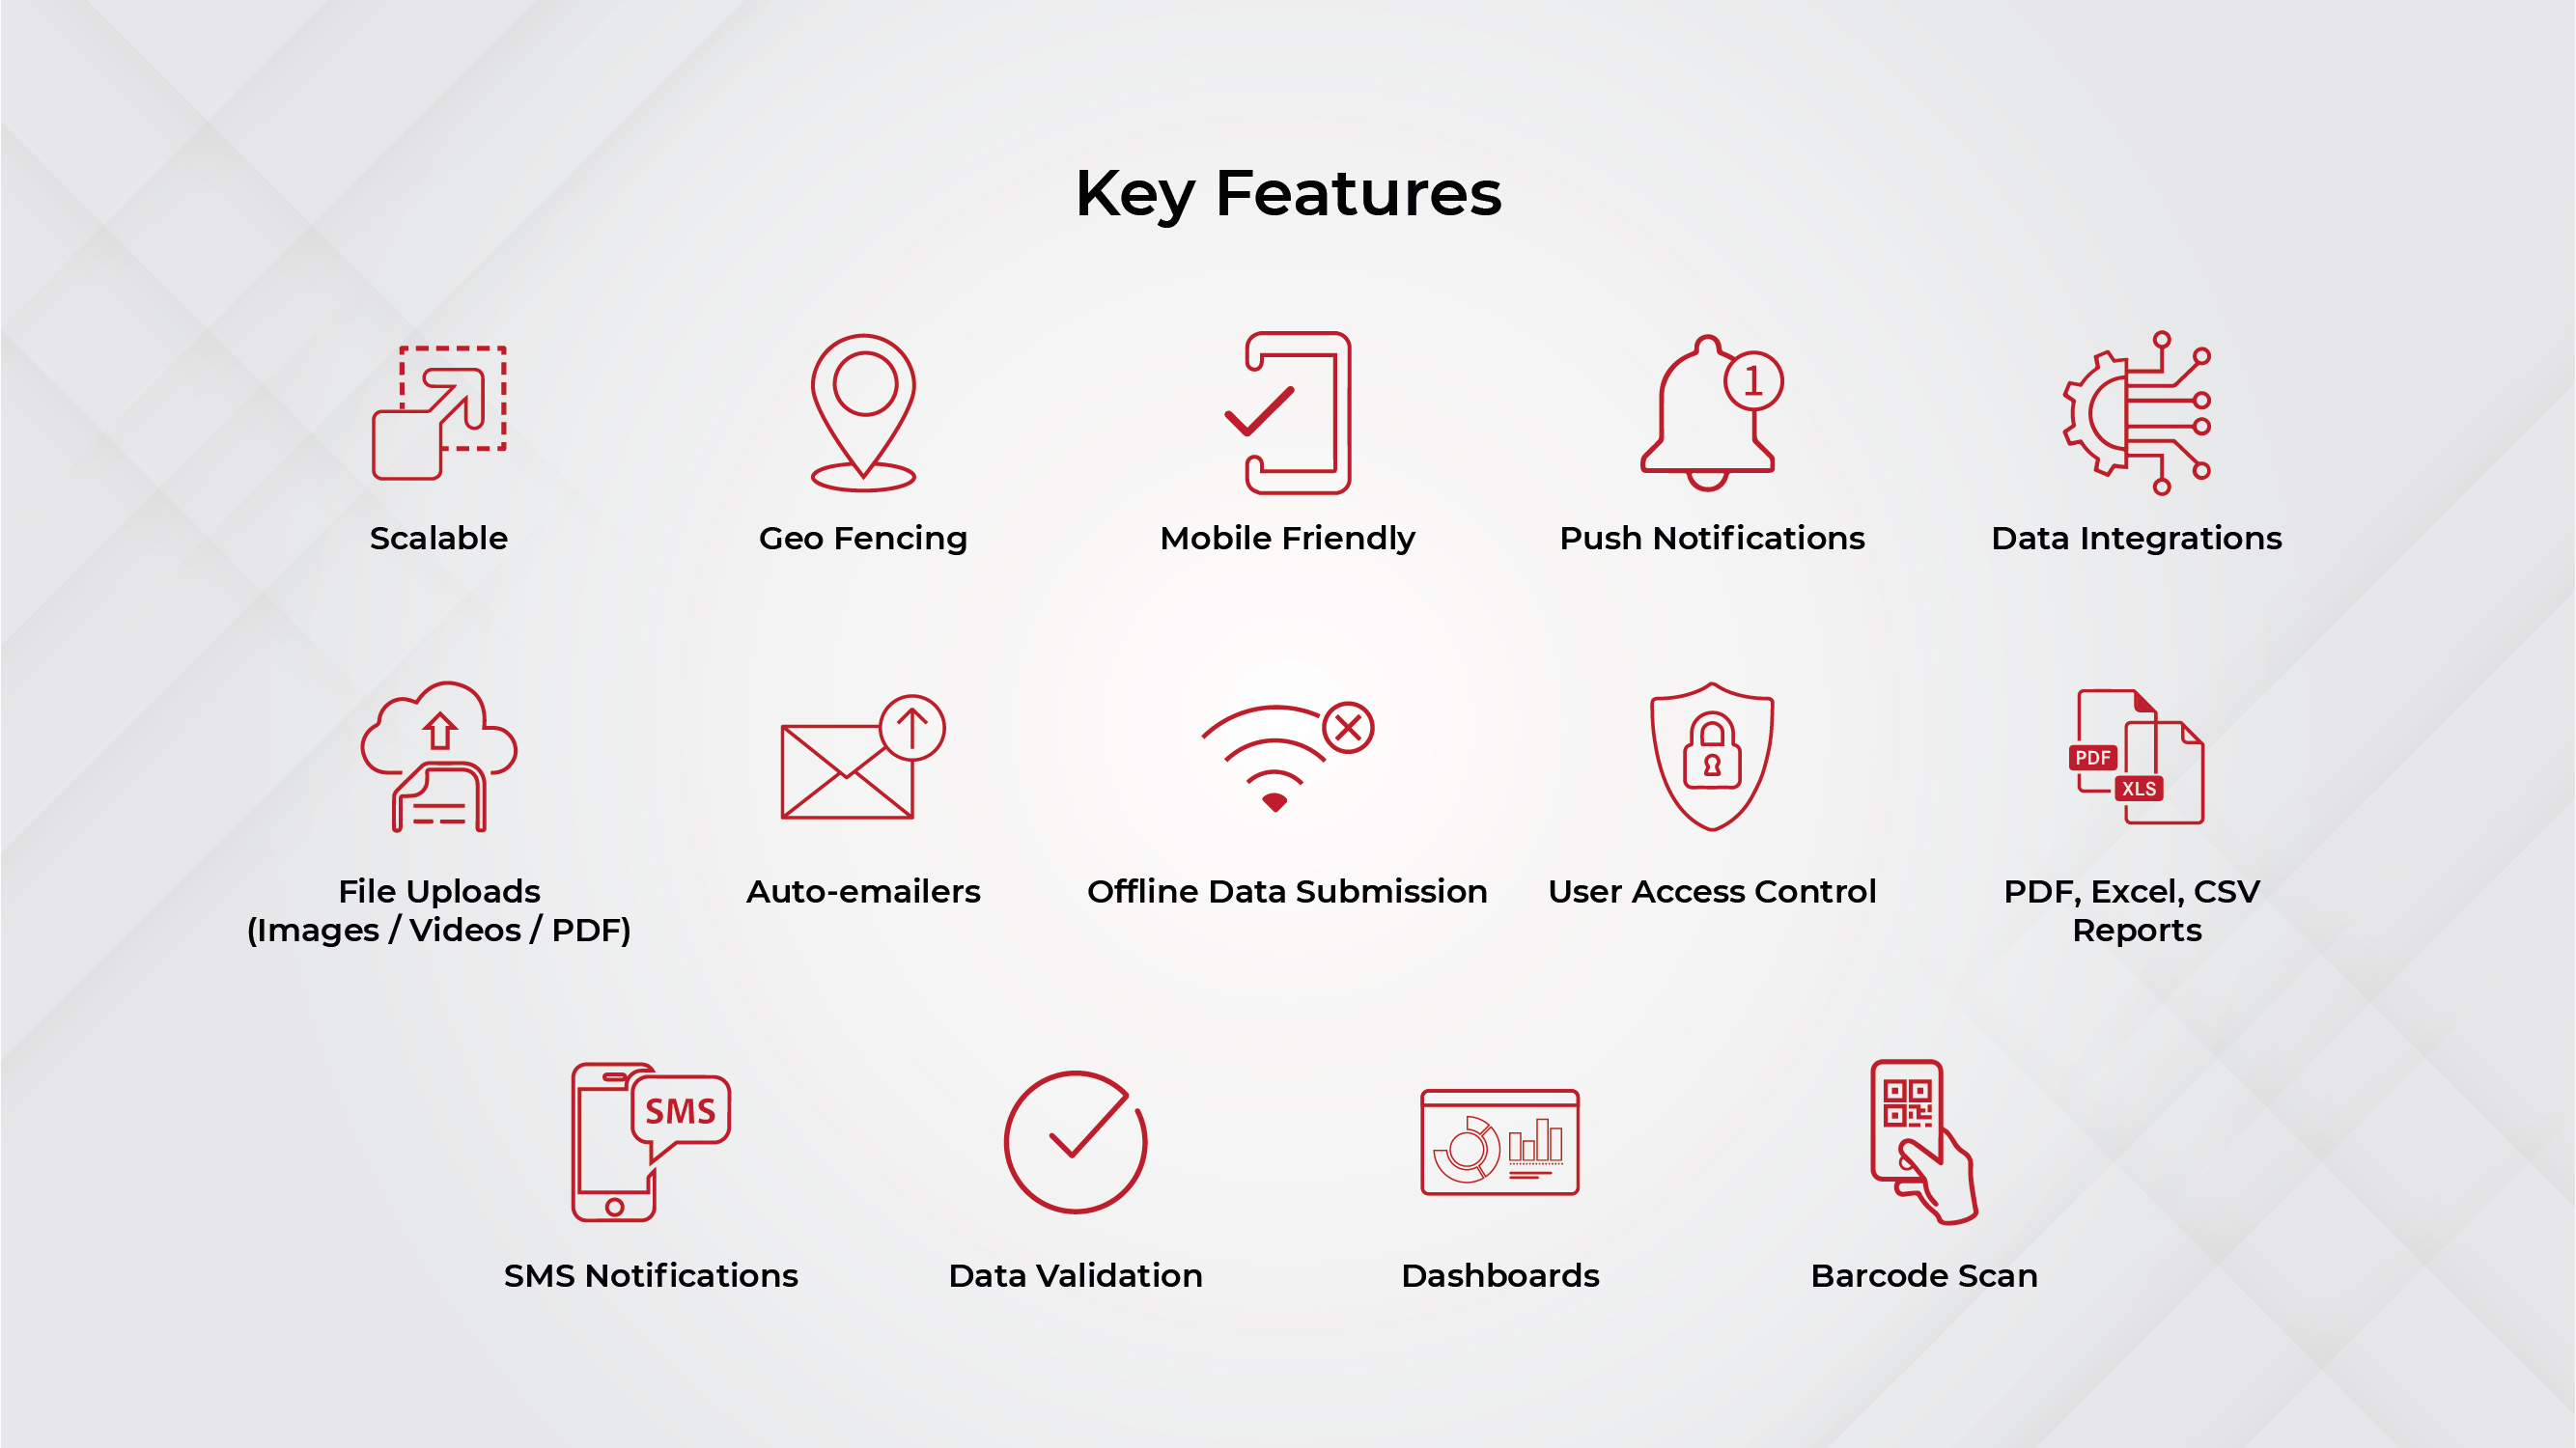 Key Features
1
Scalable
Geo Fencing
Mobile Friendly
Push Notifications
Data Integrations
PDF
XLS
File Uploads
(Images / Videos / PDF)
Auto-emailers
Offline Data Submission
User Access Control
PDF, Excel, CSV
Reports
SMS
SMS Notifications
Data Validation
Dashboards
Barcode Scan